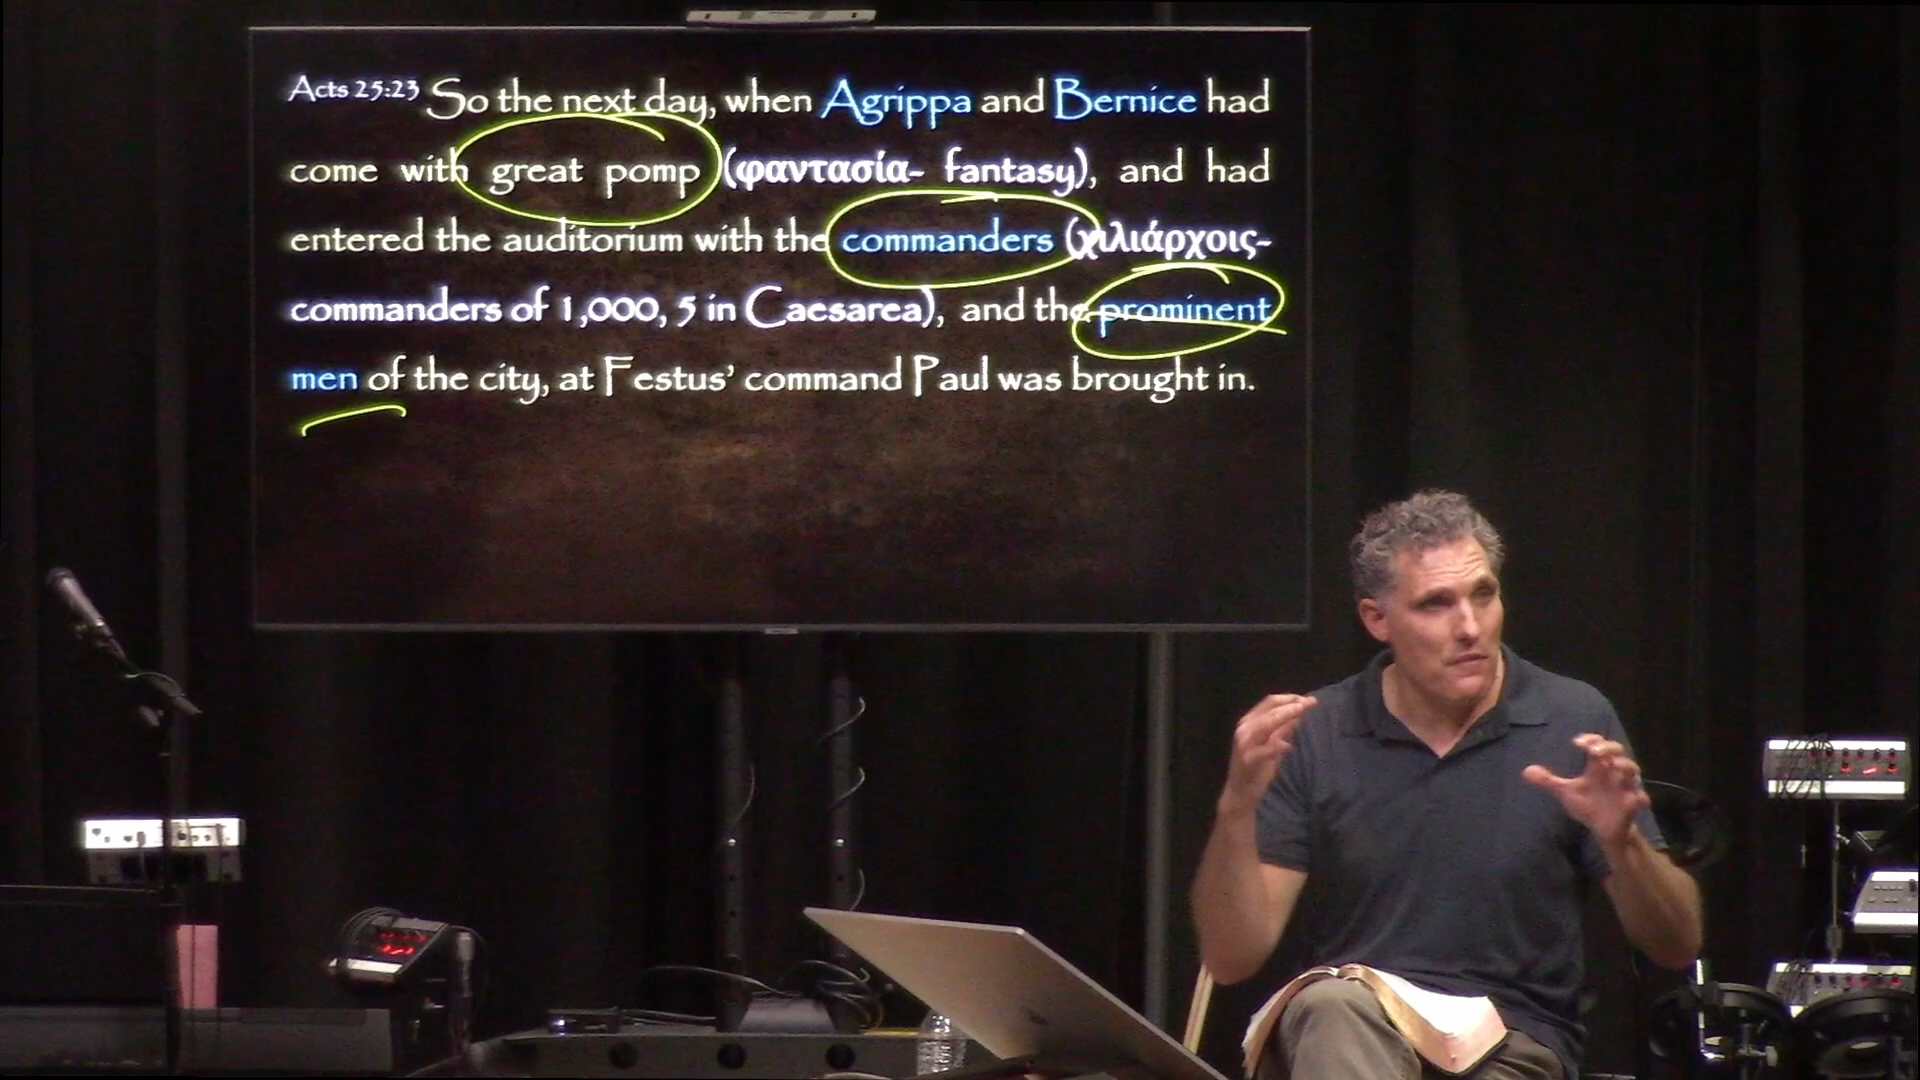 Acts 25:23 So the next day, when Agrippa and Bernice had
come with great pomp (φαντασία- fantasy), and had
entered the auditorium with the commanders (χιλιάρχοις-
commanders of 1,000, 5 in Caesarea), and the prominent
men of the city, at Festus’ command Paul was brought in.